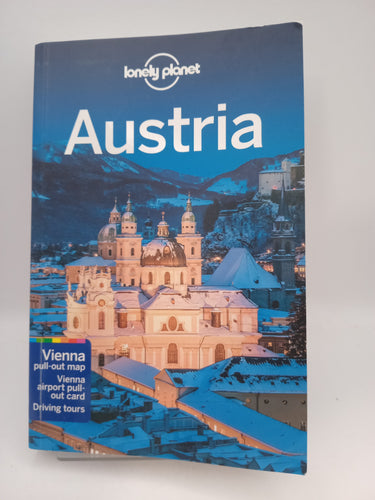 lonely planet
Austria
Vienna
pull-out map
Vienna
airport pull-
out card
Driving tours